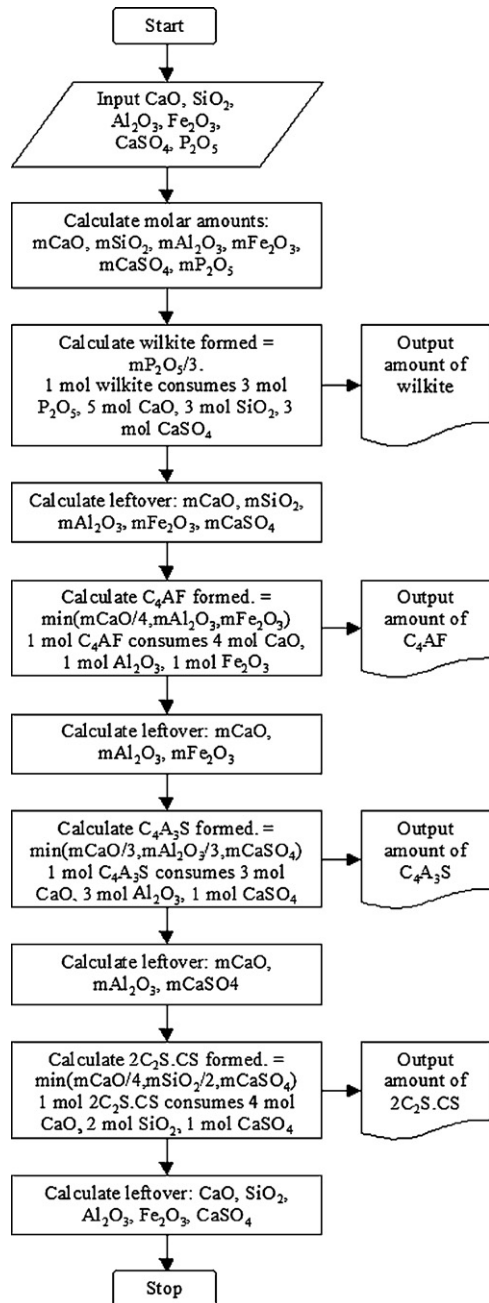 Start
Input CaO, SiO₂,
Al₂O₃, Fe₂O₃,
CaSO₄, P₂O₅
Calculate molar amounts:
mCaO, mSiO₂, mAl₂O₃, mFe₂O₃,
mCaSO₄, mP₂O₅
Calculate wilkite formed =
mP₂O₅/3.
1 mol wilkite consumes 3 mol
P₂O₅, 5 mol CaO, 3 mol SiO₂, 3
mol CaSO₄
Output
amount of
wilkite
Calculate leftover: mCaO, mSiO₂,
mAl₂O₃, mFe₂O₃, mCaSO₄
Calculate C₄AF formed. =
min(mCaO/4,mAl₂O₃,mFe₂O₃)
1 mol C₄AF consumes 4 mol CaO,
1 mol Al₂O₃, 1 mol Fe₂O₃
Output
amount of
C₄AF
Calculate leftover: mCaO,
mAl₂O₃, mFe₂O₃
Calculate C₄A₃S formed. =
min(mCaO/3,mAl₂O₃/3,mCaSO₄)
1 mol C₄A₃S consumes 3 mol
CaO, 3 mol Al₂O₃, 1 mol CaSO₄
Output
amount of
C₄A₃S
Calculate leftover: mCaO,
mAl₂O₃, mCaSO4
Calculate 2C₂S.CS formed. =
min(mCaO/4,mSiO₂/2,mCaSO₄)
1 mol 2C₂S.CS consumes 4 mol
CaO, 2 mol SiO₂, 1 mol CaSO₄
Output
amount of
2C₂S.CS
Calculate leftover: CaO, SiO₂,
Al₂O₃, Fe₂O₃, CaSO₄
Stop